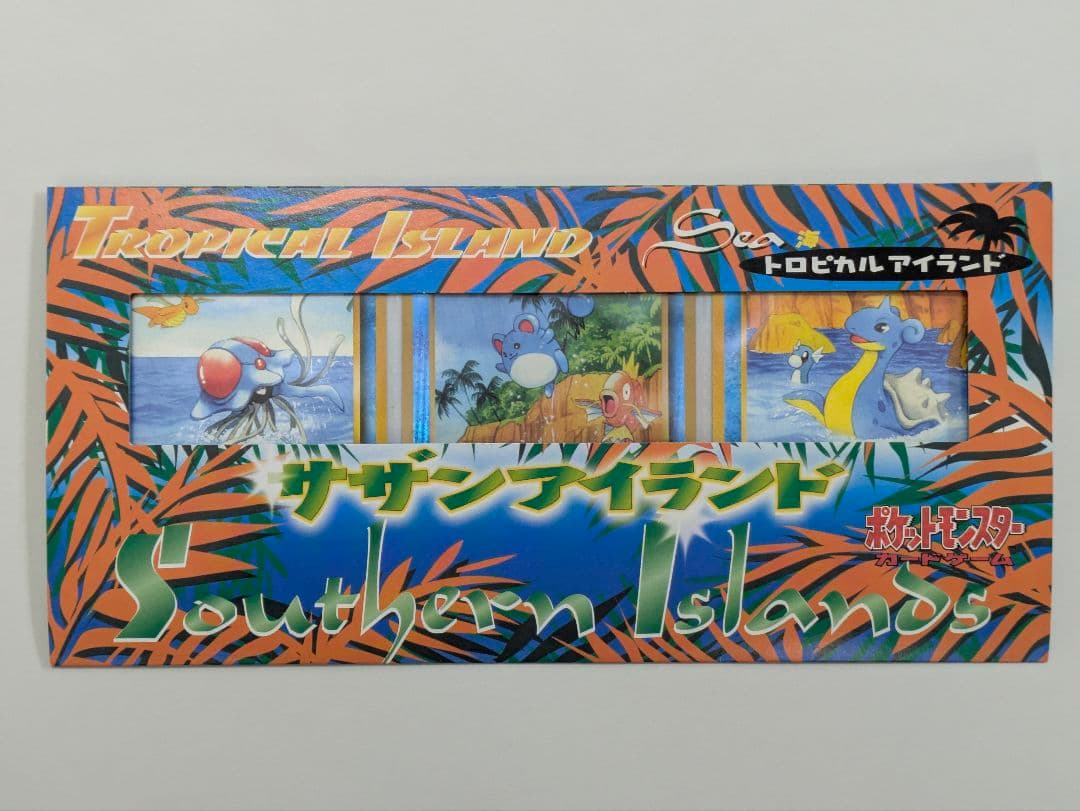 Tropical Island
Sea 海
トロピカルアイランド
サザンアイランド
ポケットモンスター
カードゲーム
Southern Islands